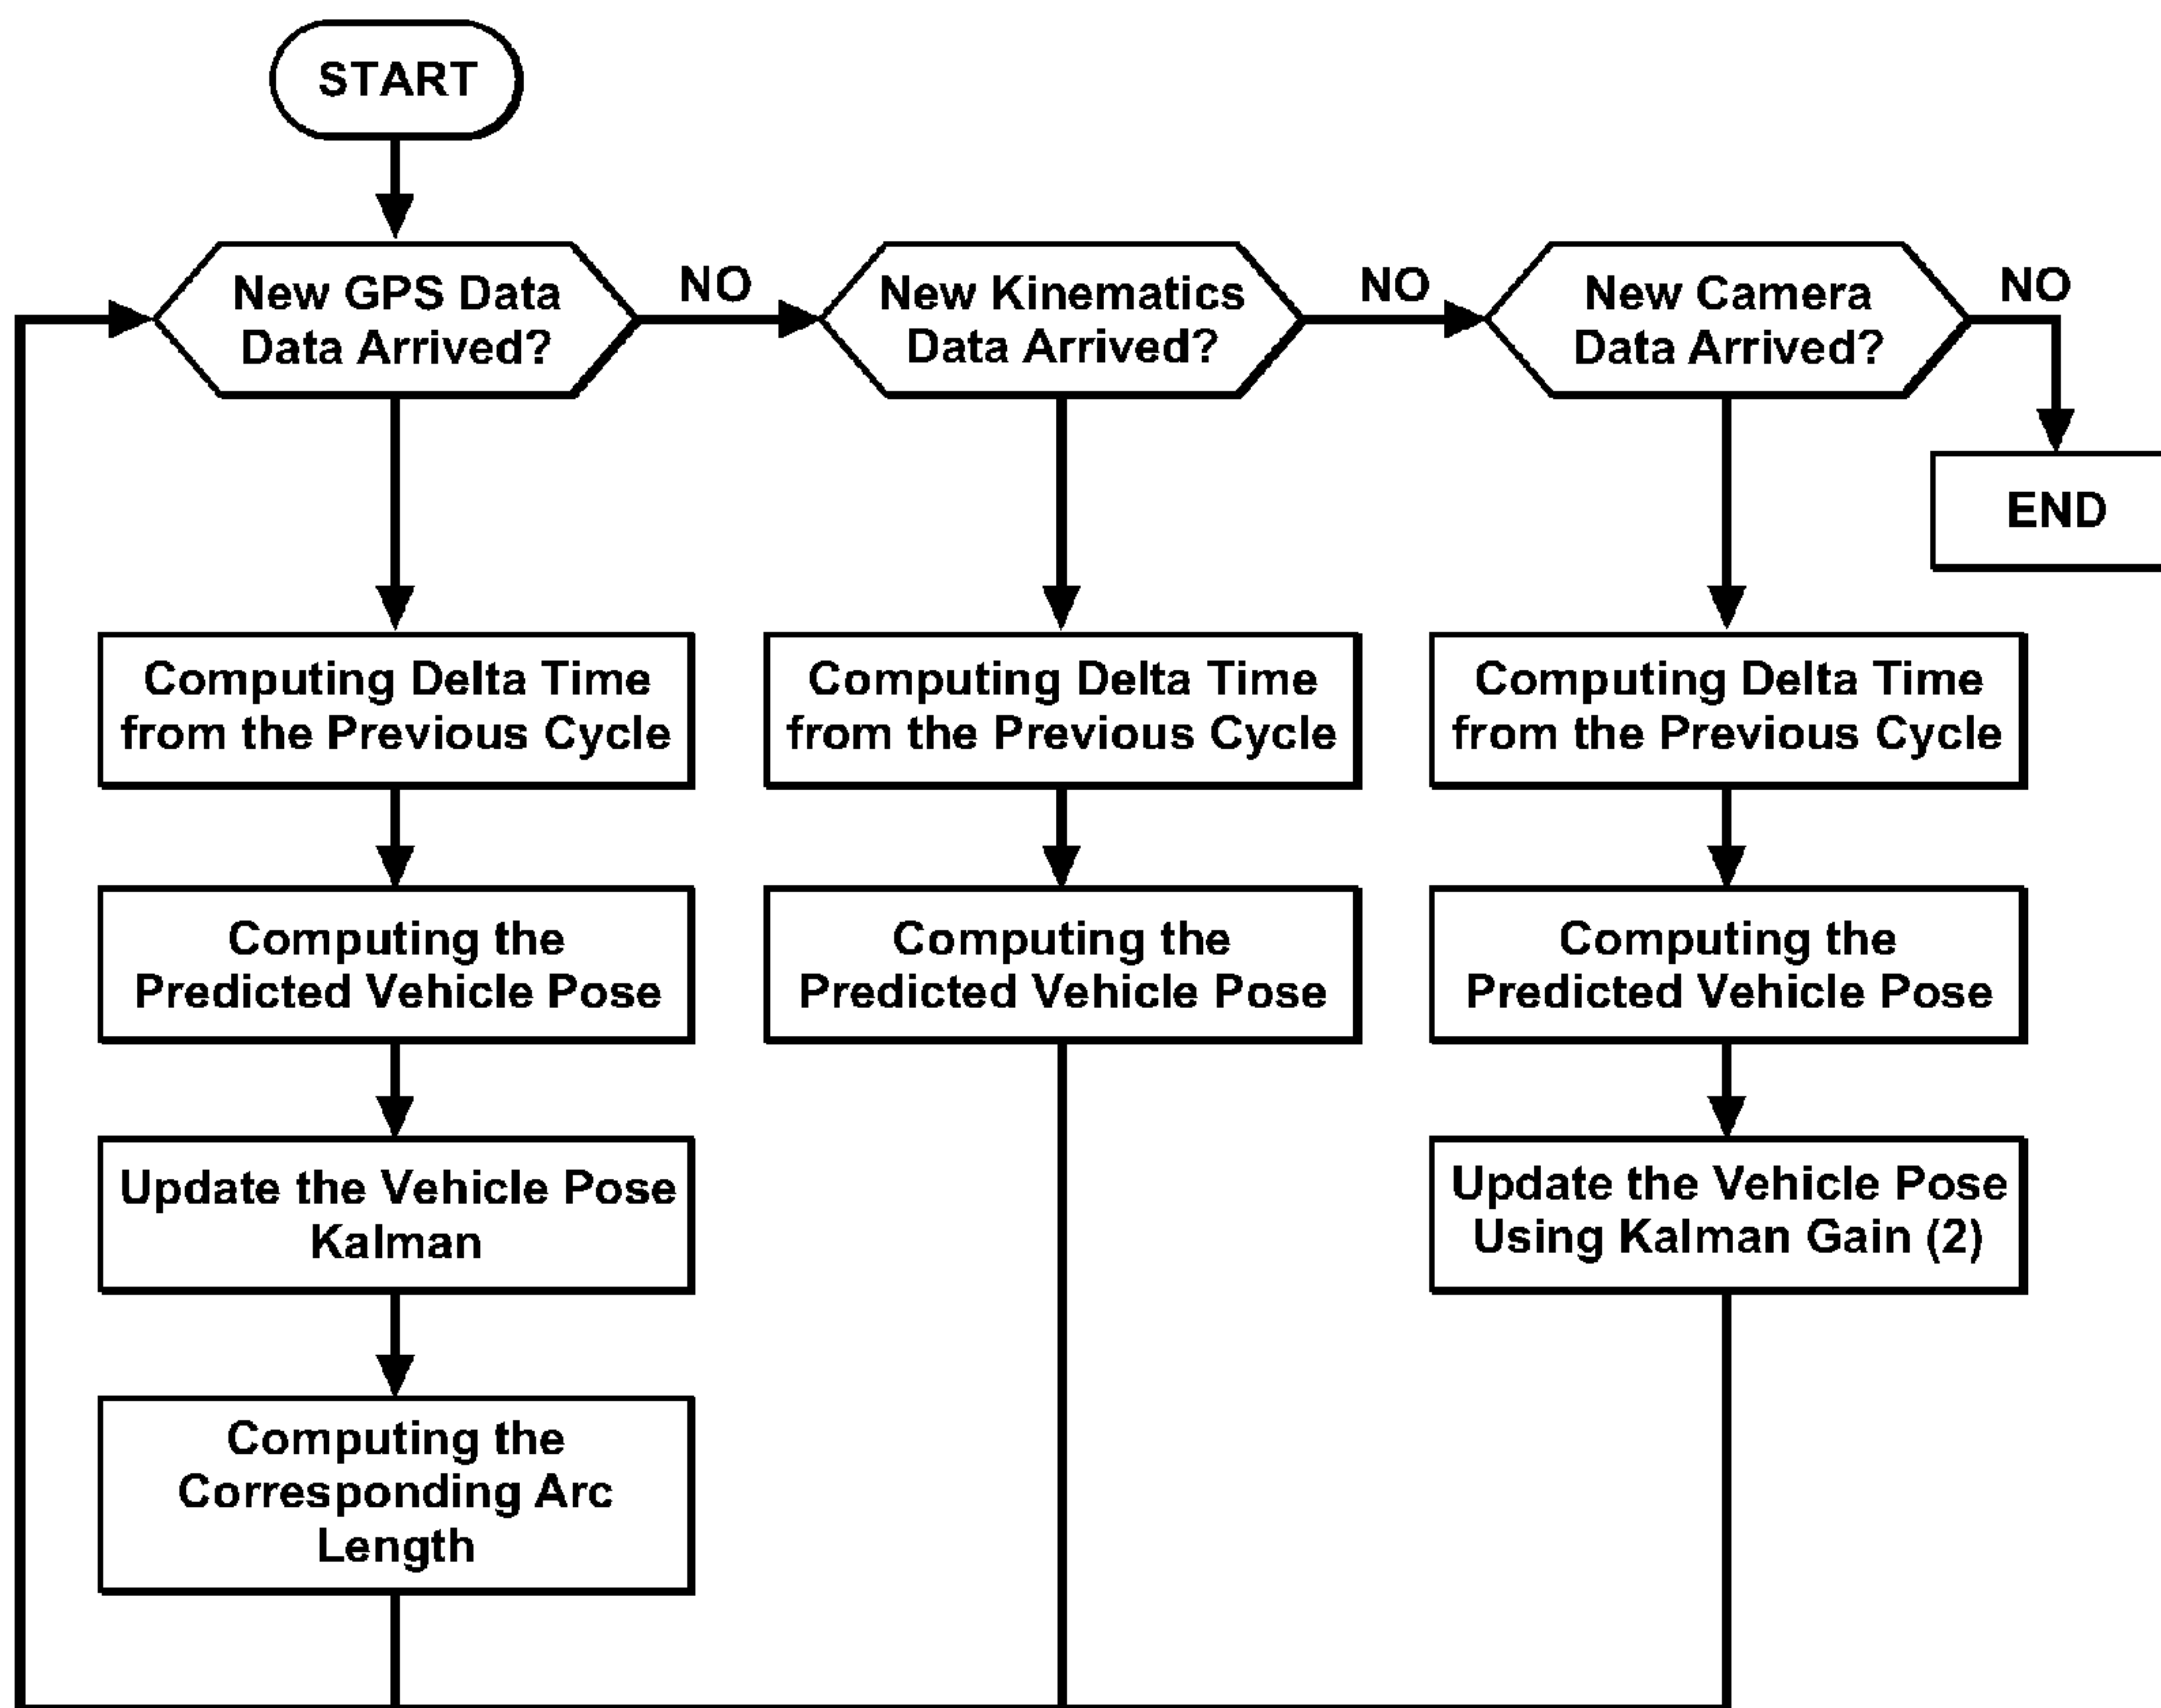 START
New GPS Data
Data Arrived?
NO
New Kinematics
Data Arrived?
NO
New Camera
Data Arrived?
NO
END
Computing Delta Time
from the Previous Cycle
Computing the
Predicted Vehicle Pose
Update the Vehicle Pose
Kalman
Computing the
Corresponding Arc
Length
Computing Delta Time
from the Previous Cycle
Computing the
Predicted Vehicle Pose
Computing Delta Time
from the Previous Cycle
Computing the
Predicted Vehicle Pose
Update the Vehicle Pose
Using Kalman Gain (2)